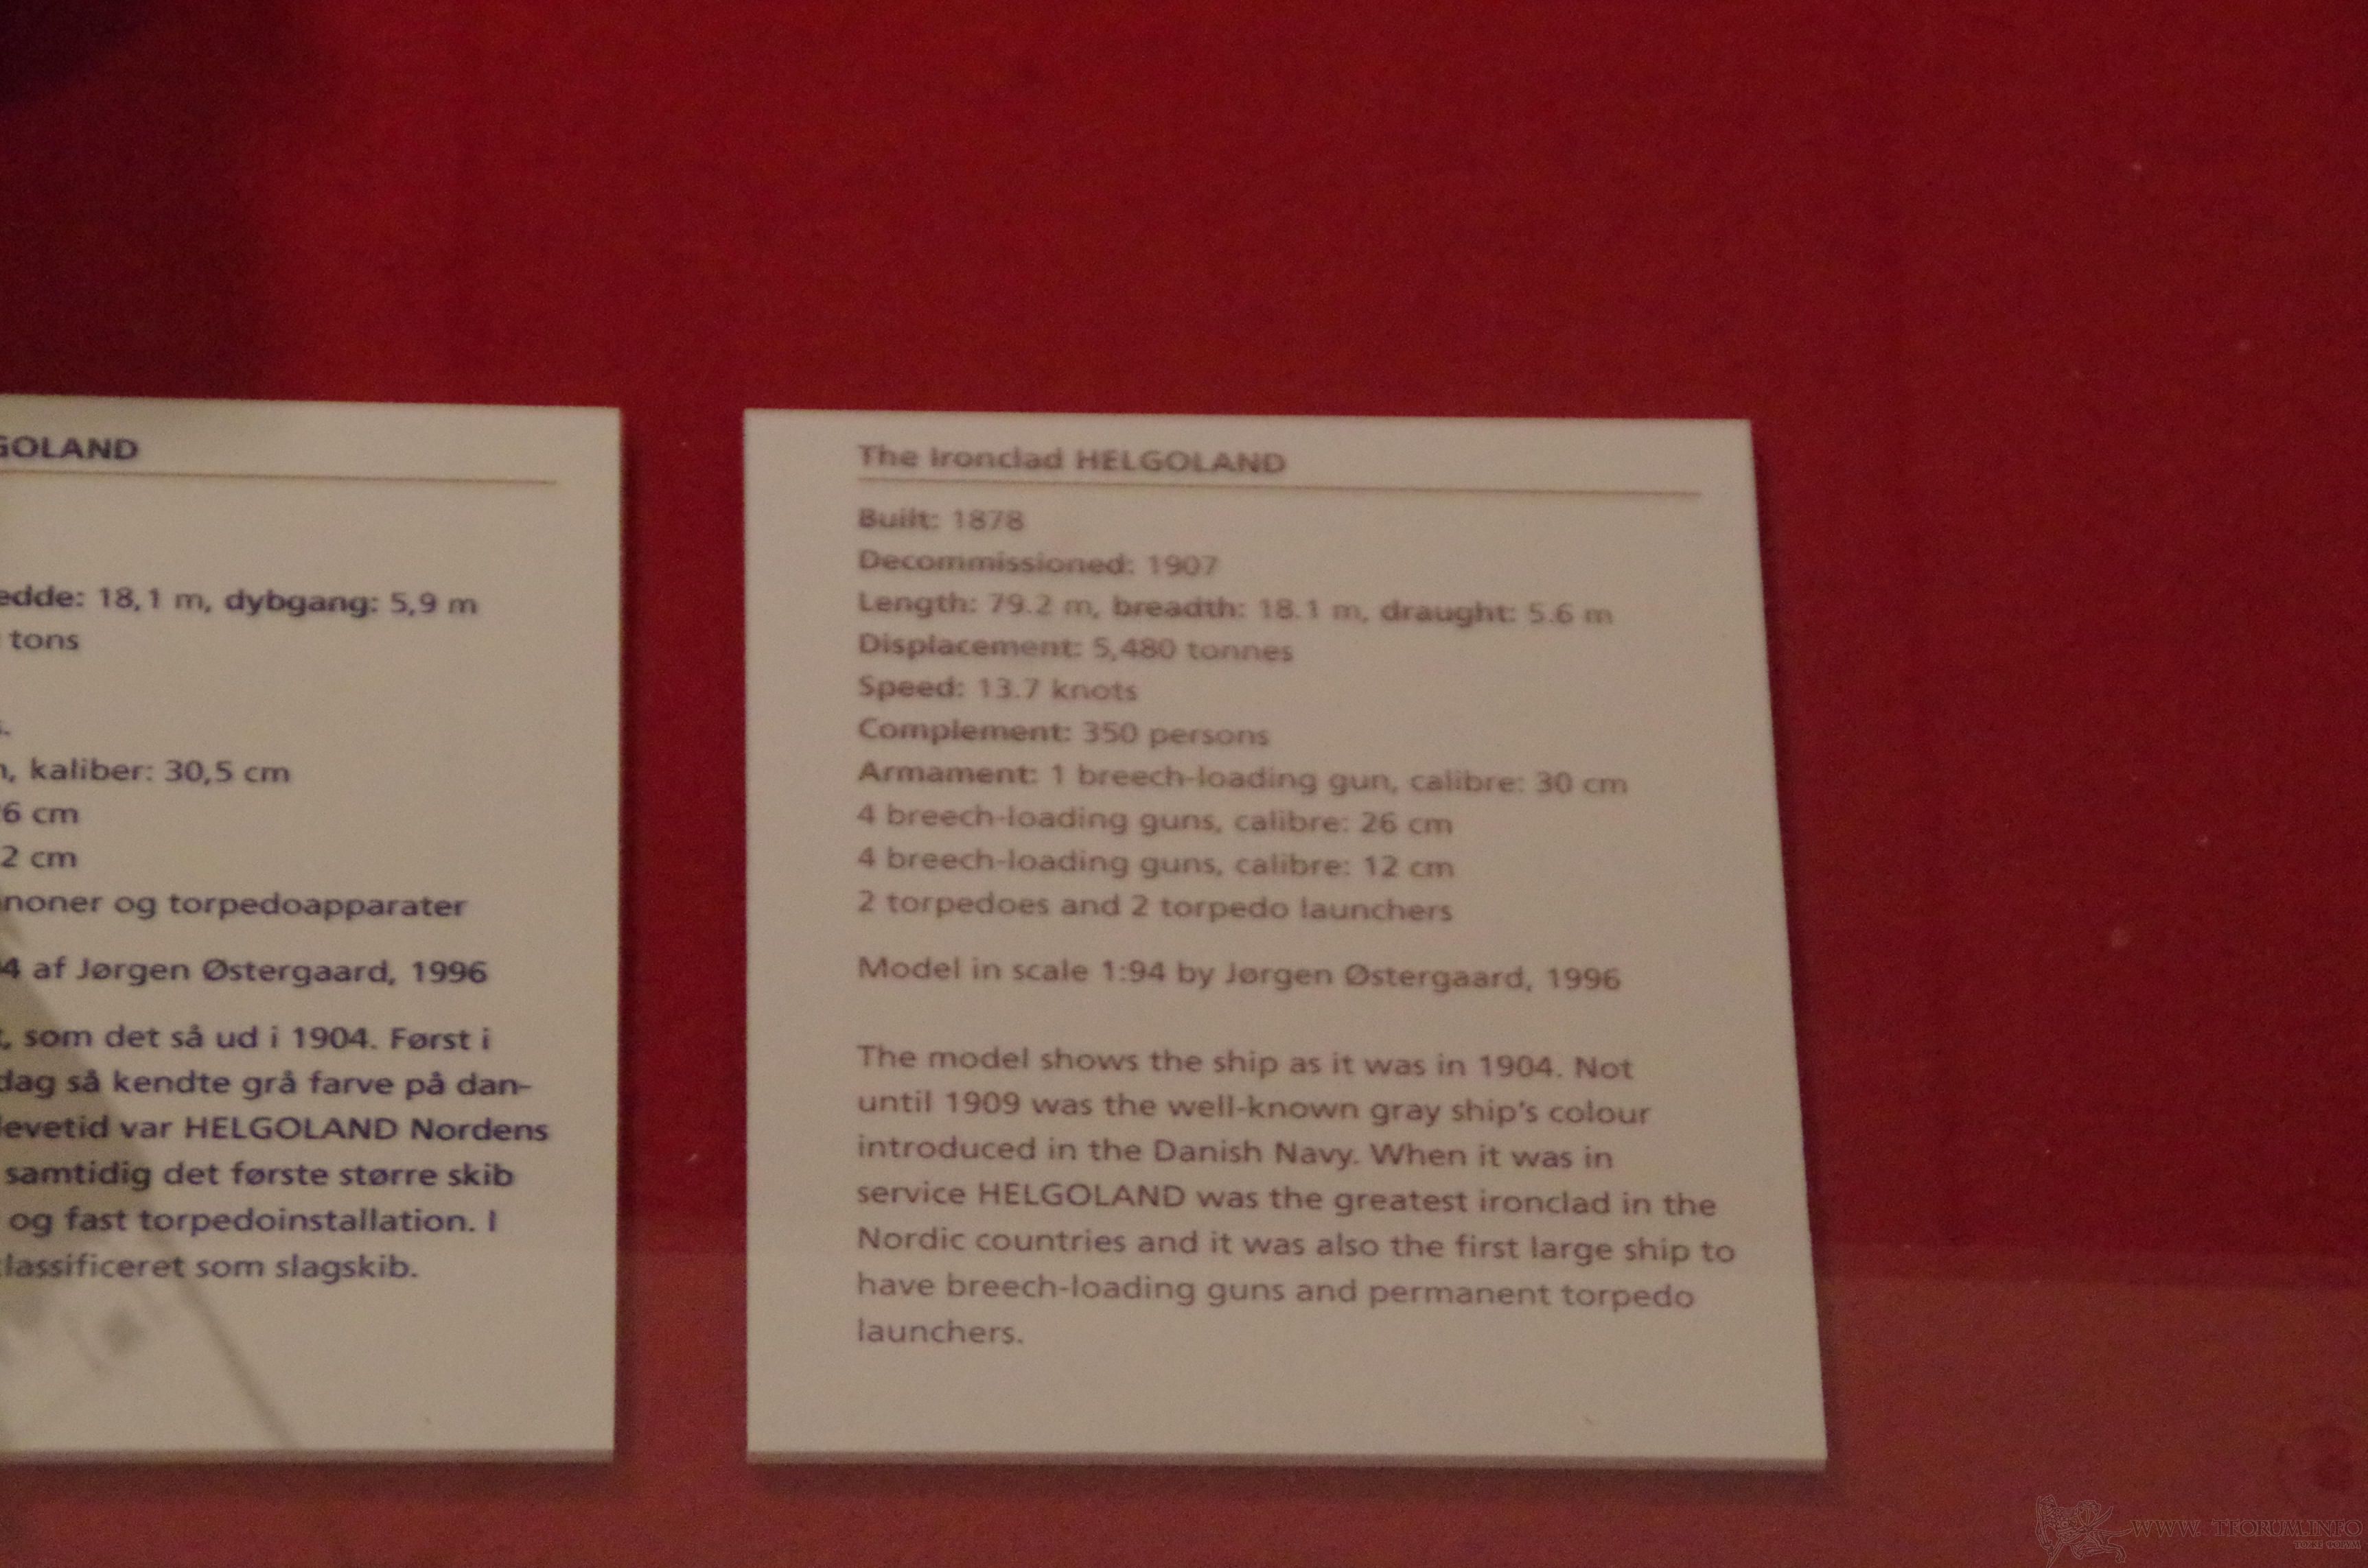 GOLAND
edde: 18,1 m, dybgang: 5,9 m
tons
, kaliber: 30,5 cm
6 cm
2 cm
noner og torpedoapparater
4 af Jørgen Østergaard, 1996
, som det så ud i 1904. Først i
dag så kendte grå farve på dan-
levetid var HELGOLAND Nordens
samtidig det første større skib
og fast torpedoinstallation. I
lassificeret som slagskib.
The Ironclad HELGOLAND
Built: 1878
Decommissioned: 1907
Length: 79.2 m, breadth: 18.1 m, draught: 5.6 m
Displacement: 5,480 tonnes
Speed: 13.7 knots
Complement: 350 persons
Armament: 1 breech-loading gun, calibre: 30 cm
4 breech-loading guns, calibre: 26 cm
4 breech-loading guns, calibre: 12 cm
2 torpedoes and 2 torpedo launchers
Model in scale 1:94 by Jørgen Østergaard, 1996
The model shows the ship as it was in 1904. Not
until 1909 was the well-known gray ship's colour
introduced in the Danish Navy. When it was in
service HELGOLAND was the greatest ironclad in the
Nordic countries and it was also the first large ship to
have breech-loading guns and permanent torpedo
launchers.
WWW. TFORUM.INFO